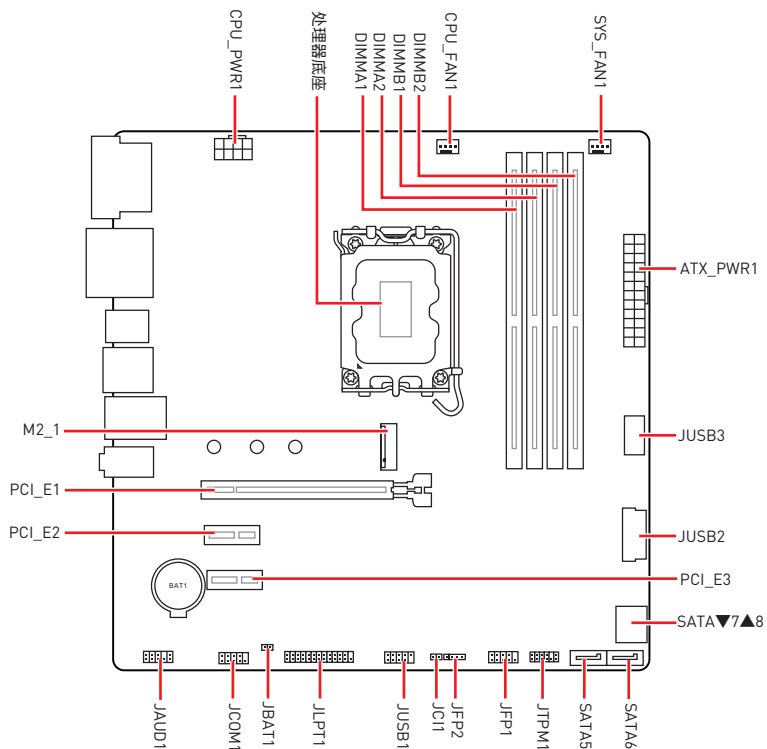 CPU_PWR1
处理器底座
DIMMA1
DIMMA2
DIMMB1
DIMMB2
CPU_FAN1
SYS_FAN1
ATX_PWR1
M2_1
JUSB3
PCI_E1
PCI_E2
JUSB2
BAT1
PCI_E3
SATA▼7▲8
JAUD1
JCOM1
JBAT1
JLPT1
JUSB1
JCI1
JFP2
JFP1
JTPM1
SATA5
SATA6